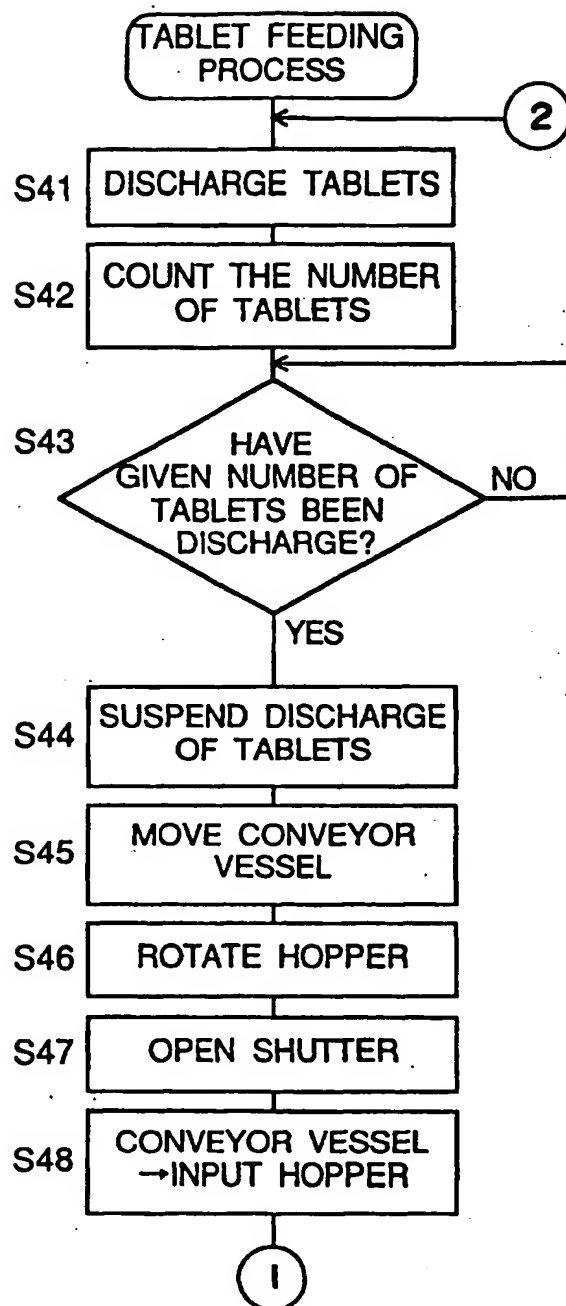 TABLET FEEDING
PROCESS
2
S41
DISCHARGE TABLETS
S42
COUNT THE NUMBER
OF TABLETS
S43
HAVE
GIVEN NUMBER OF
TABLETS BEEN
DISCHARGE?
NO
YES
S44
SUSPEND DISCHARGE
OF TABLETS
S45
MOVE CONVEYOR
VESSEL
S46
ROTATE HOPPER
S47
OPEN SHUTTER
S48
CONVEYOR VESSEL
→INPUT HOPPER
1